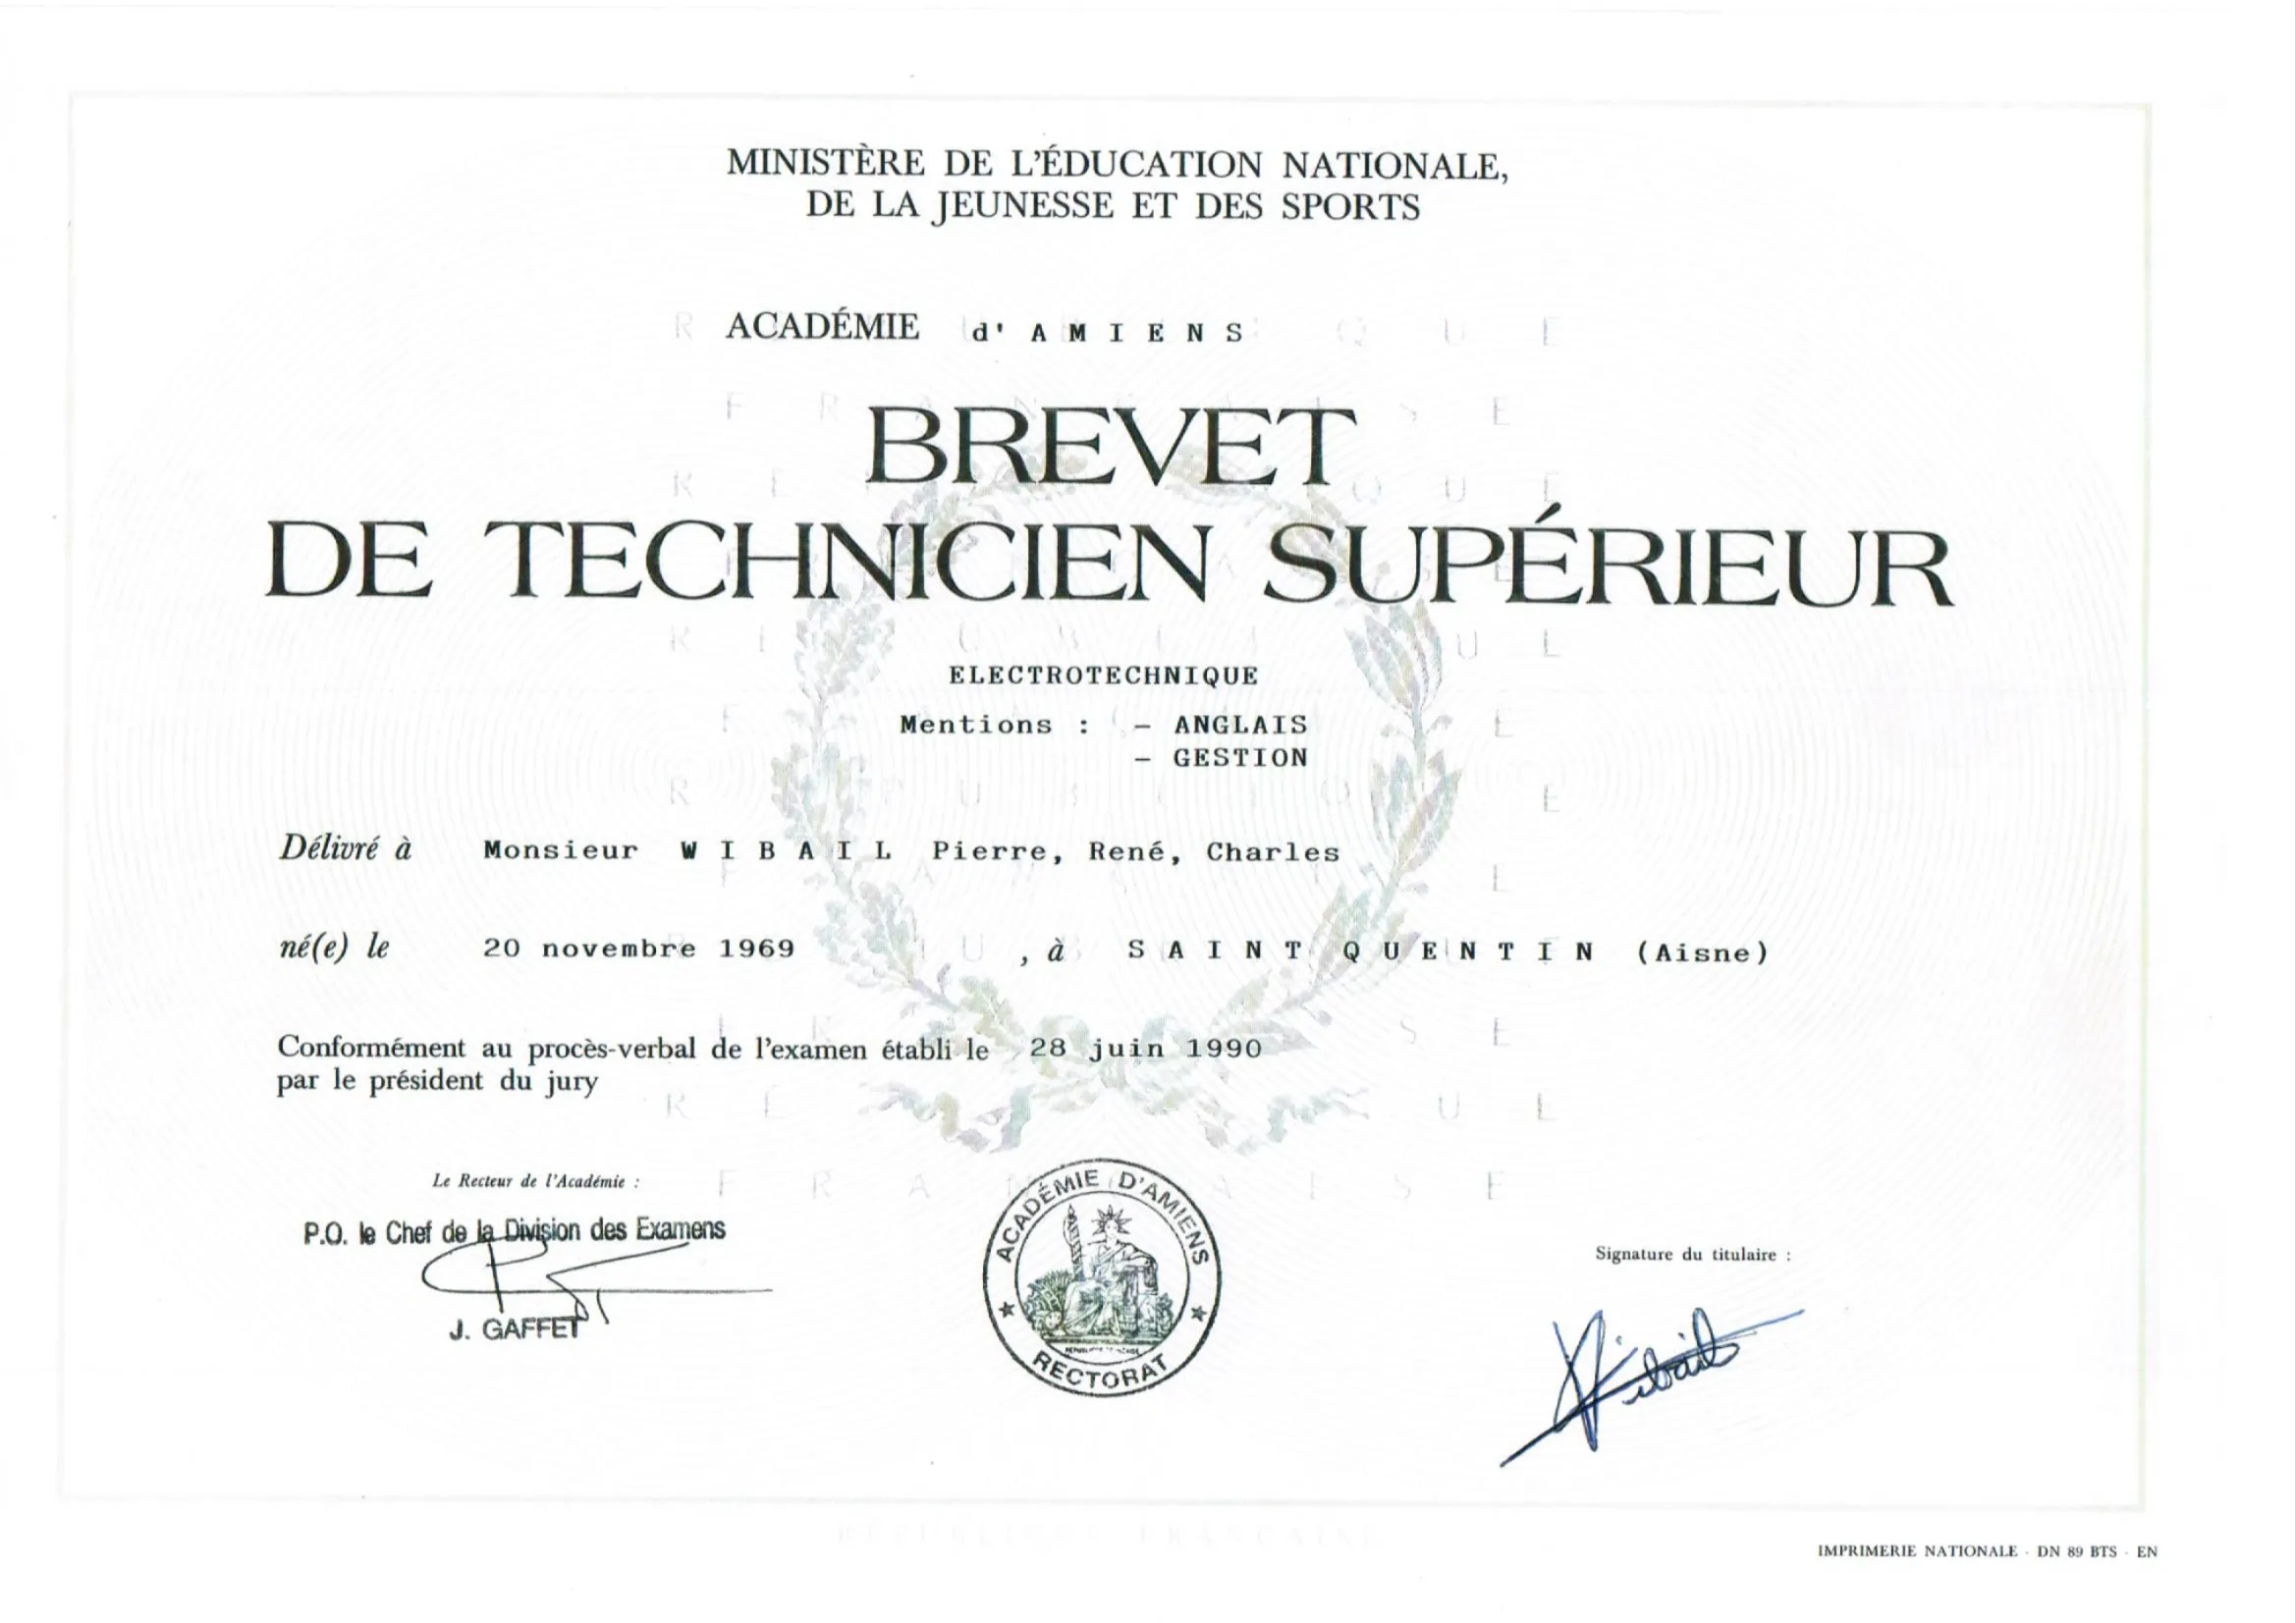 MINISTÈRE DE L'ÉDUCATION NATIONALE,
DE LA JEUNESSE ET DES SPORTS
ACADÉMIE d' A M I E N S
BREVET
DE TECHNICIEN SUPÉRIEUR
ELECTROTECHNIQUE
Mentions : - ANGLAIS
- GESTION
Délivré à Monsieur W I B A I L Pierre, René, Charles
né(e) le 20 novembre 1969 , à S A I N T Q U E N T I N (Aisne)
Conformément au procès-verbal de l'examen établi le 28 juin 1990
par le président du jury
Le Recteur de l'Académie :
P.O. le Chef de la Division des Examens
J. GAFFET
ACADÉMIE D'AMIENS
RECTORAT
Signature du titulaire :
Wibail
RÉPUBLIQUE FRANÇAISE
IMPRIMERIE NATIONALE - DN 89 BTS - EN